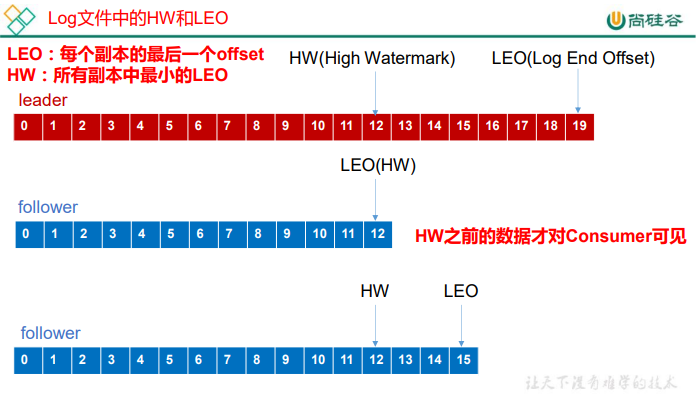 Log文件中的HW和LEO
尚硅谷
LEO：每个副本的最后一个offset
HW：所有副本中最小的LEO
HW(High Watermark)
LEO(Log End Offset)
leader
0 1 2 3 4 5 6 7 8 9 10 11 12 13 14 15 16 17 18 19
LEO(HW)
follower
0 1 2 3 4 5 6 7 8 9 10 11 12
HW之前的数据才对Consumer可见
HW
LEO
follower
0 1 2 3 4 5 6 7 8 9 10 11 12 13 14 15
让天下没有难学的技术